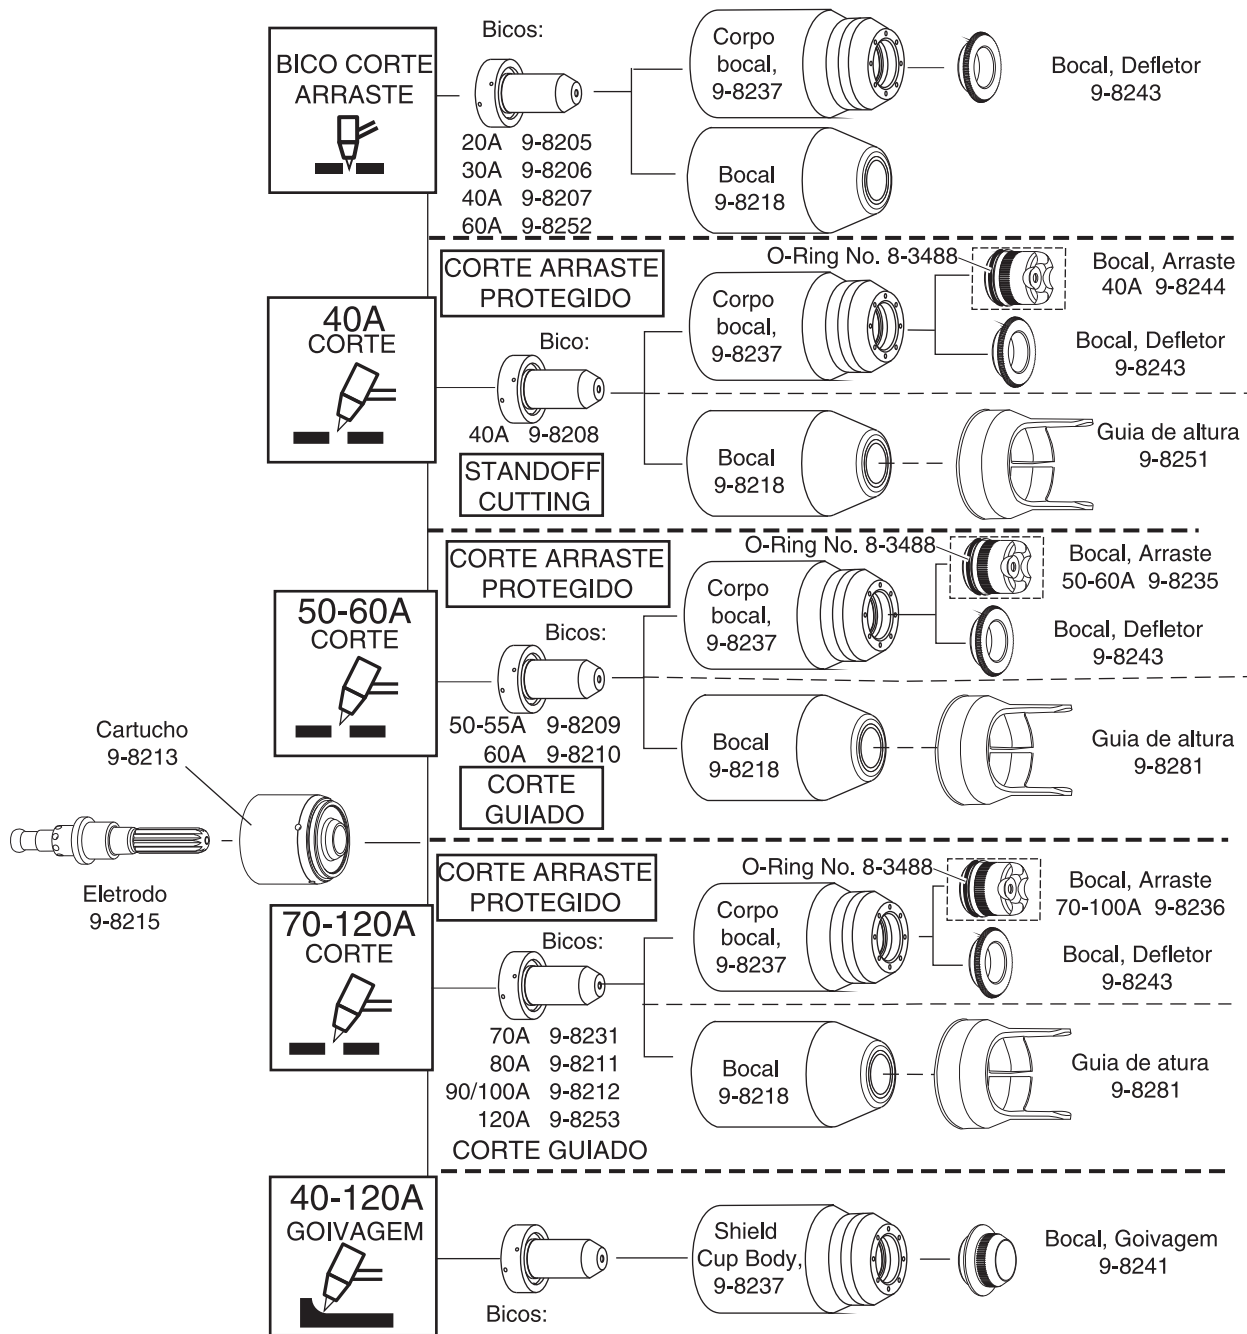 Bicos:
BICO CORTE
ARRASTE
20A 9-8205
30A 9-8206
40A 9-8207
60A 9-8252
Corpo
bocal,
9-8237
Bocal, Defletor
9-8243
Bocal
9-8218
CORTE ARRASTE
PROTEGIDO
40A
CORTE
Bico:
40A 9-8208
STANDOFF
CUTTING
O-Ring No. 8-3488
Corpo
bocal,
9-8237
Bocal, Arraste
40A 9-8244
Bocal, Defletor
9-8243
Bocal
9-8218
Guia de altura
9-8251
CORTE ARRASTE
PROTEGIDO
50-60A
CORTE
Bicos:
50-55A 9-8209
60A 9-8210
CORTE
GUIADO
O-Ring No. 8-3488
Corpo
bocal,
9-8237
Bocal, Arraste
50-60A 9-8235
Bocal, Defletor
9-8243
Bocal
9-8218
Guia de altura
9-8281
Cartucho
9-8213
Eletrodo
9-8215
CORTE ARRASTE
PROTEGIDO
70-120A
CORTE
Bicos:
70A 9-8231
80A 9-8211
90/100A 9-8212
120A 9-8253
CORTE GUIADO
O-Ring No. 8-3488
Corpo
bocal,
9-8237
Bocal, Arraste
70-100A 9-8236
Bocal, Defletor
9-8243
Bocal
9-8218
Guia de atura
9-8281
40-120A
GOIVAGEM
Bicos:
Shield
Cup Body,
9-8237
Bocal, Goivagem
9-8241